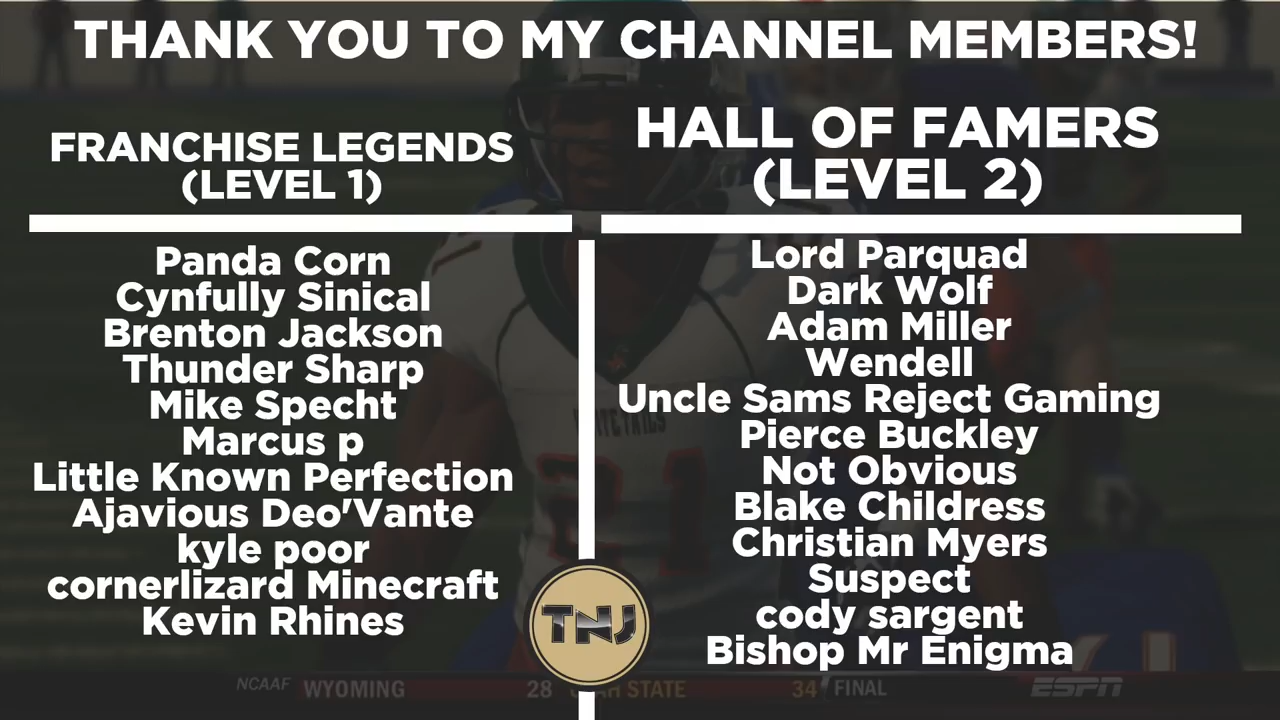 THANK YOU TO MY CHANNEL MEMBERS!
FRANCHISE LEGENDS
(LEVEL 1)
Panda Corn
Cynfully Sinical
Brenton Jackson
Thunder Sharp
Mike Specht
Marcus p
Little Known Perfection
Ajavious Deo'Vante
kyle poor
cornerlizard Minecraft
Kevin Rhines
HALL OF FAMERS
(LEVEL 2)
Lord Parquad
Dark Wolf
Adam Miller
Wendell
Uncle Sams Reject Gaming
Pierce Buckley
Not Obvious
Blake Childress
Christian Myers
Suspect
cody sargent
Bishop Mr Enigma
TNJ
21
NCAAF WYOMING 28 STATE 34 FINAL ESPN